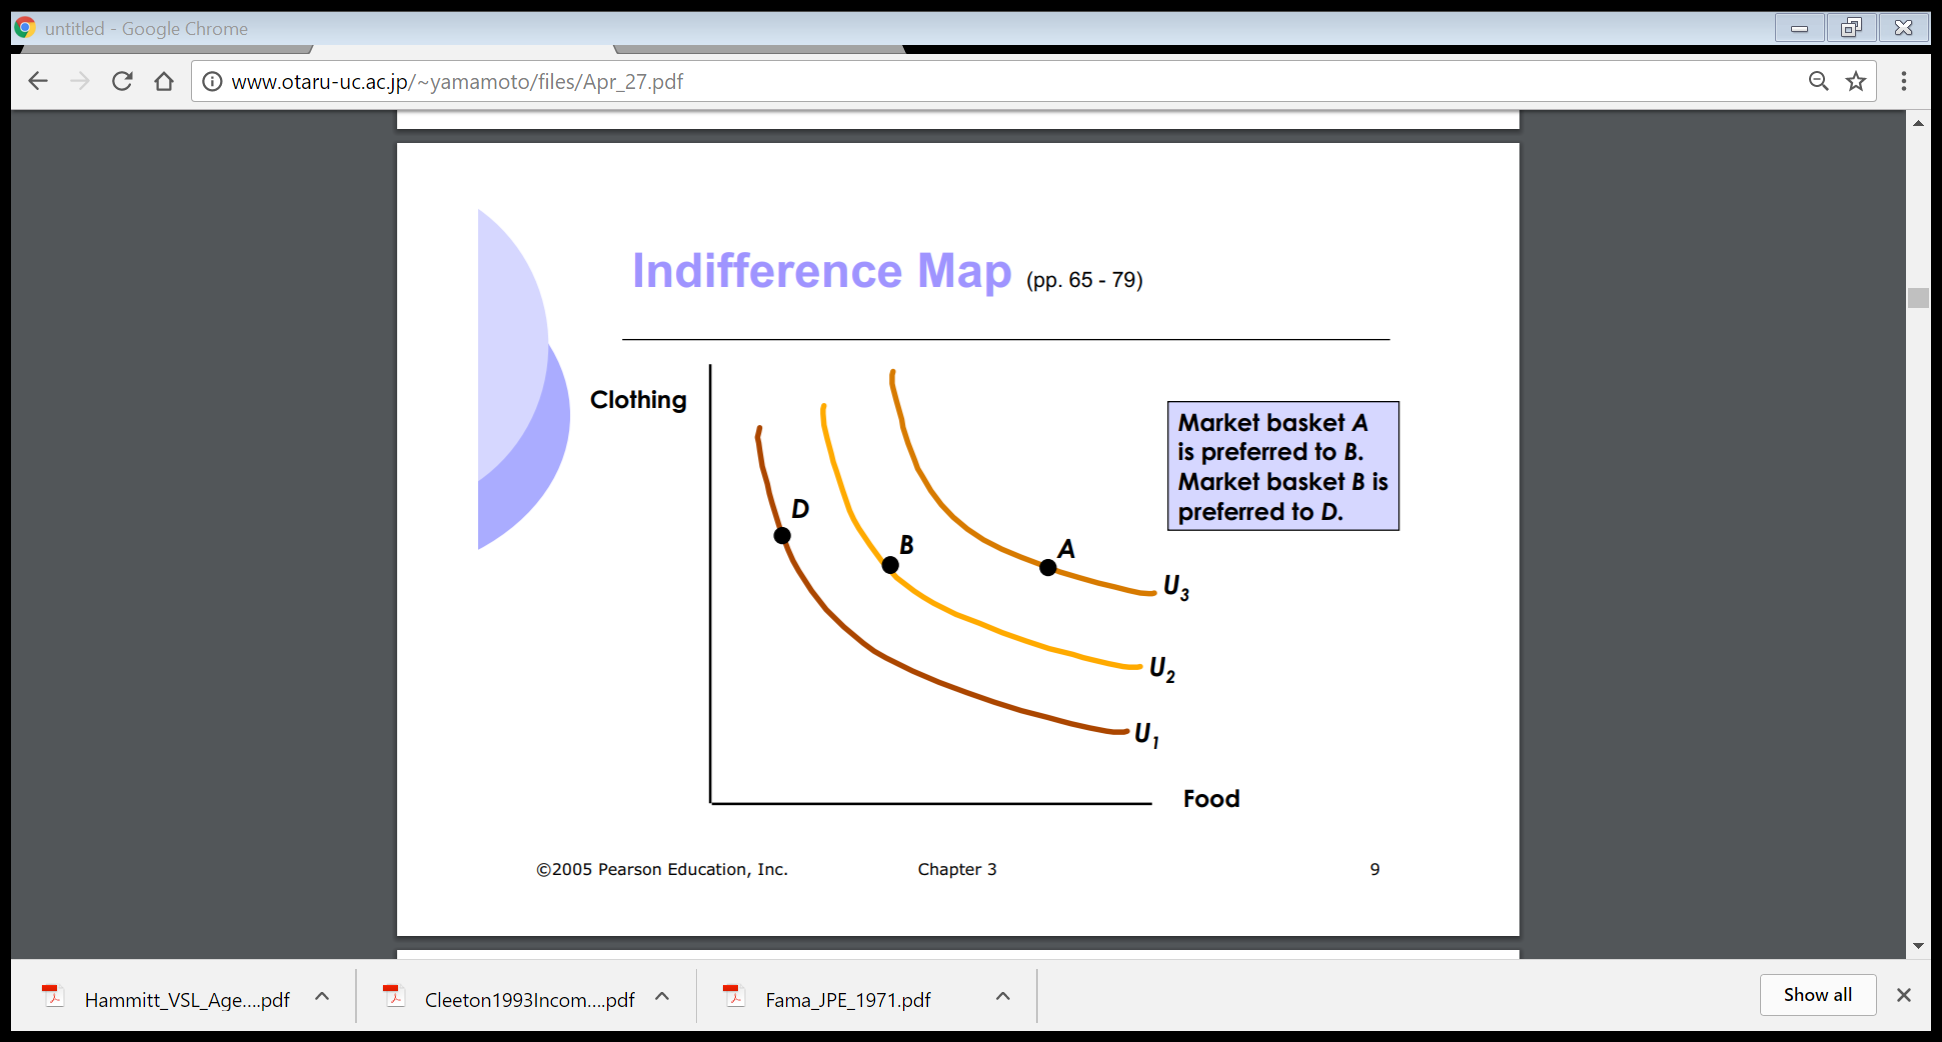 untitled - Google Chrome
www.otaru-uc.ac.jp/~yamamoto/files/Apr_27.pdf
Indifference Map (pp. 65 - 79)
Clothing
Market basket A
is preferred to B.
Market basket B is
preferred to D.
D
B
A
U3
U2
U1
Food
©2005 Pearson Education, Inc.
Chapter 3
9
Hammitt_VSL_Age....pdf
Cleeton1993Incom....pdf
Fama_JPE_1971.pdf
Show all